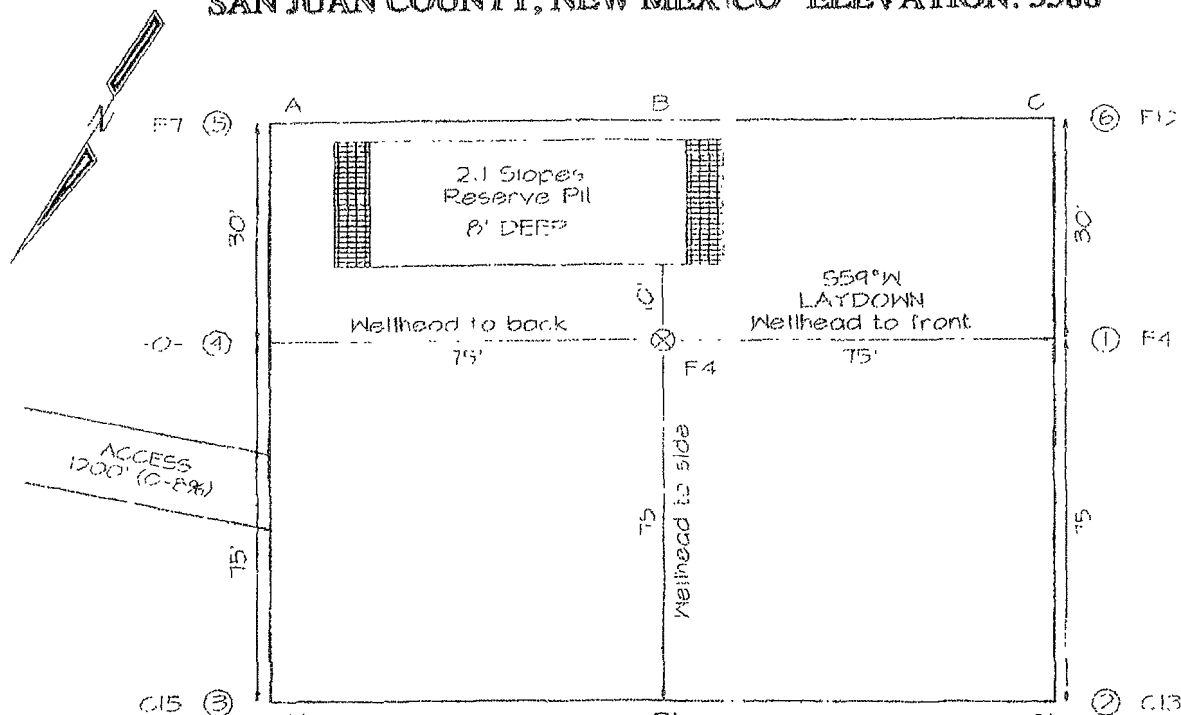 SAN JUAN COUNTY, NEW MEXICO ELEVATION:
N
A B C
F7 5
6
2:1 Slopes
Reserve Pit
8' DEEP
30'
30'
10'
S59°W
LAYDOWN
Wellhead to back
Wellhead to front
-0- 4
75'
75'
1 F4
F4
ACCESS
1200' (0-8%)
75'
75
Wellhead to side
75
C15 3
2 C13